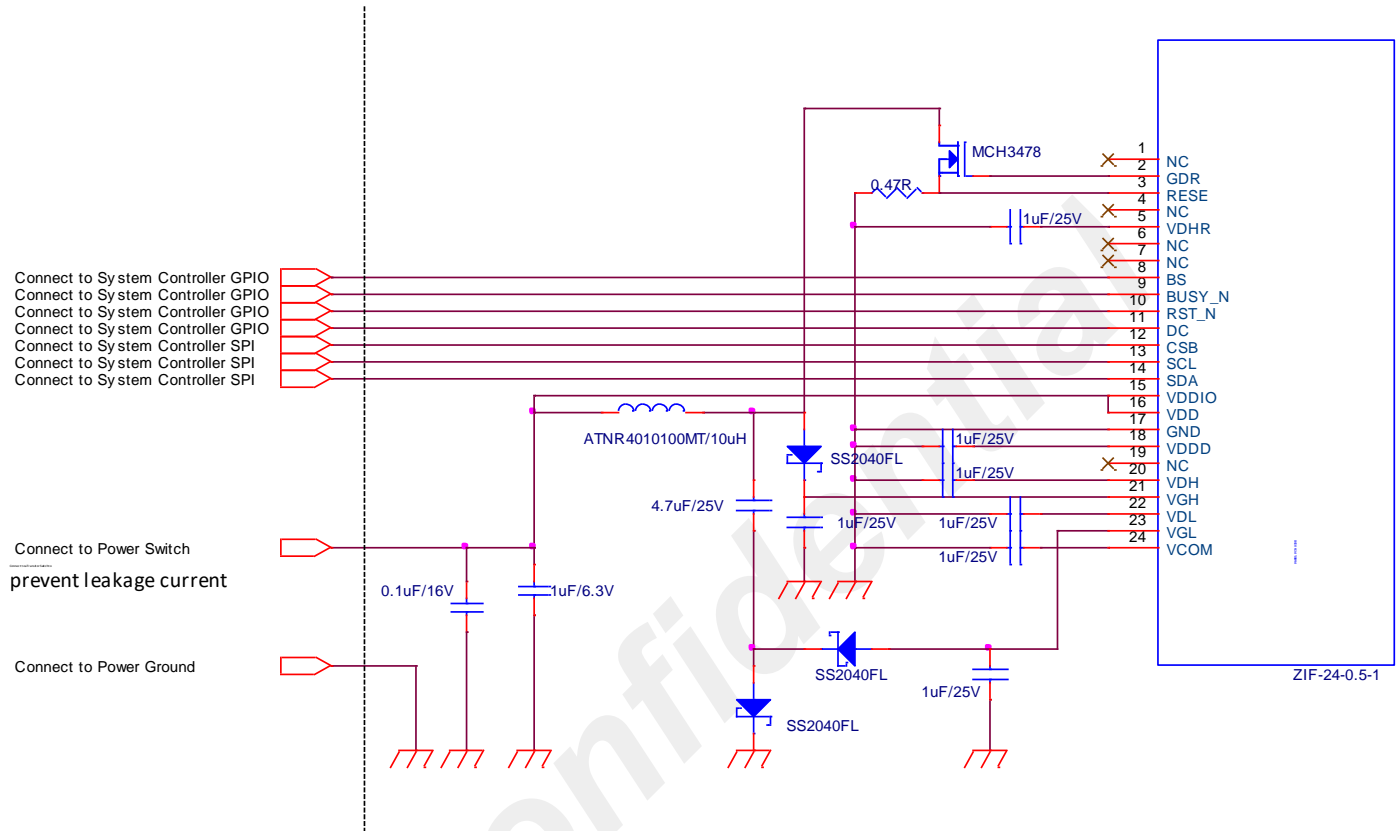 MCH3478
0.47R
1uF/25V
1
NC
2
GDR
3
RESE
4
NC
5
VDHR
6
NC
7
NC
8
BS
9
BUSY_N
10
RST_N
11
DC
12
CSB
13
SCL
14
SDA
15
VDDIO
16
VDD
17
GND
18
VDDD
19
NC
20
VDH
21
VGH
22
VDL
23
VGL
24
VCOM
Connect to System Controller GPIO
Connect to System Controller GPIO
Connect to System Controller GPIO
Connect to System Controller GPIO
Connect to System Controller SPI
Connect to System Controller SPI
Connect to System Controller SPI
ATNR4010100MT/10uH
SS2040FL
1uF/25V
1uF/25V
4.7uF/25V
1uF/25V
1uF/25V
1uF/25V
Connect to Power Switch
prevent leakage current
0.1uF/16V
1uF/6.3V
Connect to Power Ground
SS2040FL
1uF/25V
SS2040FL
ZIF-24-0.5-1
onfidential